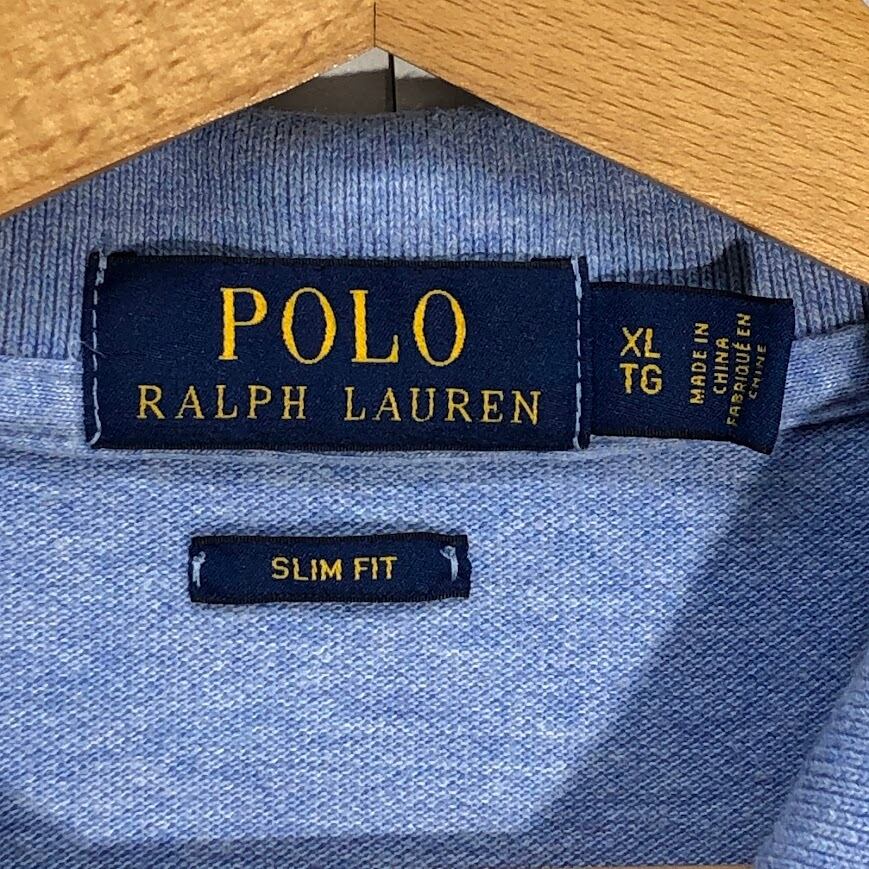 POLO
RALPH LAUREN
XL
TG
MADE IN
CHINA
FABRIQUÉ EN
CHINE
SLIM FIT